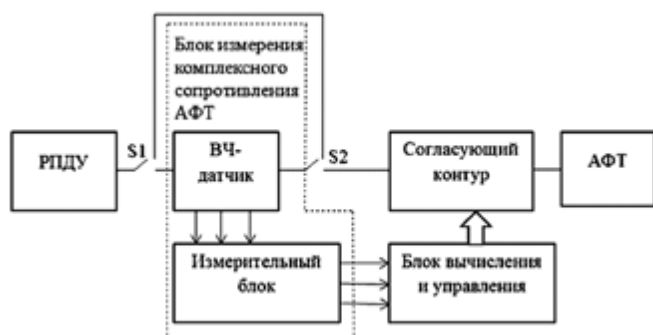 Блок измерения
комплексного
сопротивления
АФТ
РПДУ
S1
ВЧ-
датчик
S2
Согласующий
контур
АФТ
Измерительный
блок
Блок вычисления
и управления